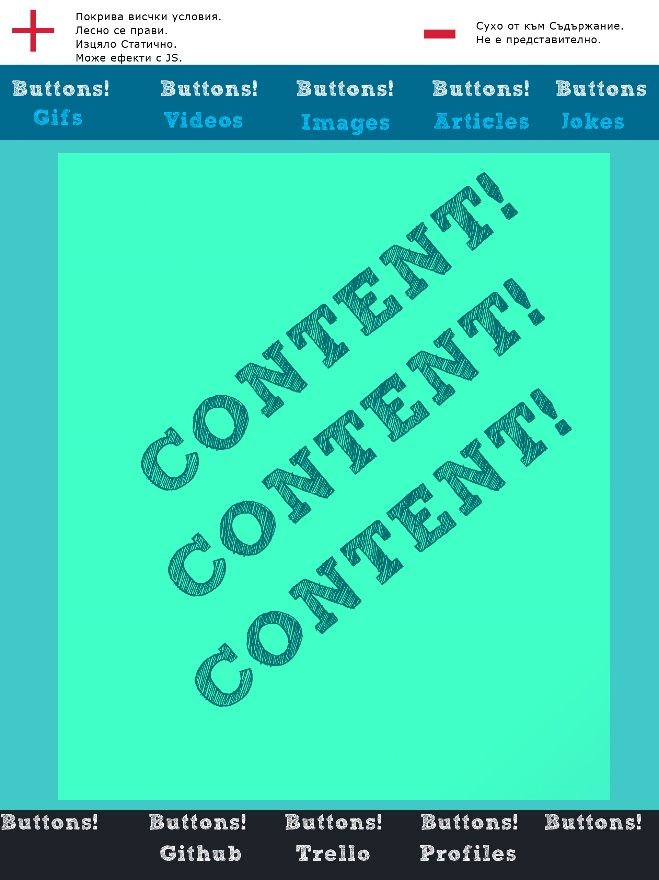 Покрива висчки условия.
Лесно се прави.
Изцяло Статично.
Може ефекти с JS.
Сухо от към Съдържание.
Не е представително.
Buttons! Buttons! Buttons! Buttons! Buttons
Gifs Videos Images Articles Jokes
CONTENT!
CONTENT!
CONTENT!
Buttons! Buttons! Buttons! Buttons! Buttons!
Github Trello Profiles